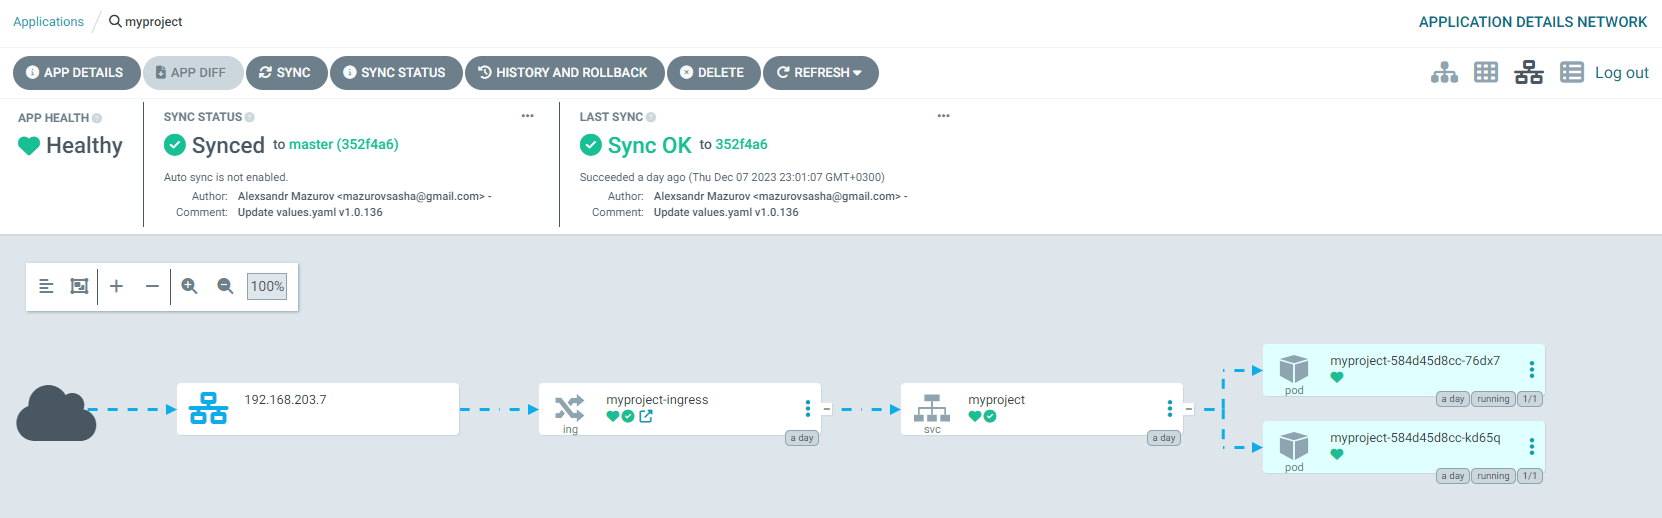 Applications / myproject
APPLICATION DETAILS NETWORK
APP DETAILS
APP DIFF
SYNC
SYNC STATUS
HISTORY AND ROLLBACK
DELETE
REFRESH
Log out
APP HEALTH
Healthy
SYNC STATUS
Synced to master (352f4a6)
Auto sync is not enabled.
Author: Alexsandr Mazurov <mazurovsasha@gmail.com> -
Comment: Update values.yaml v1.0.136
LAST SYNC
Sync OK to 352f4a6
Succeeded a day ago (Thu Dec 07 2023 23:01:07 GMT+0300)
Author: Alexsandr Mazurov <mazurovsasha@gmail.com> -
Comment: Update values.yaml v1.0.136
100%
192.168.203.7
myproject-ingress
ing
a day
myproject
svc
a day
myproject-584d45d8cc-76dx7
pod
a day running 1/1
myproject-584d45d8cc-kd65q
pod
a day running 1/1